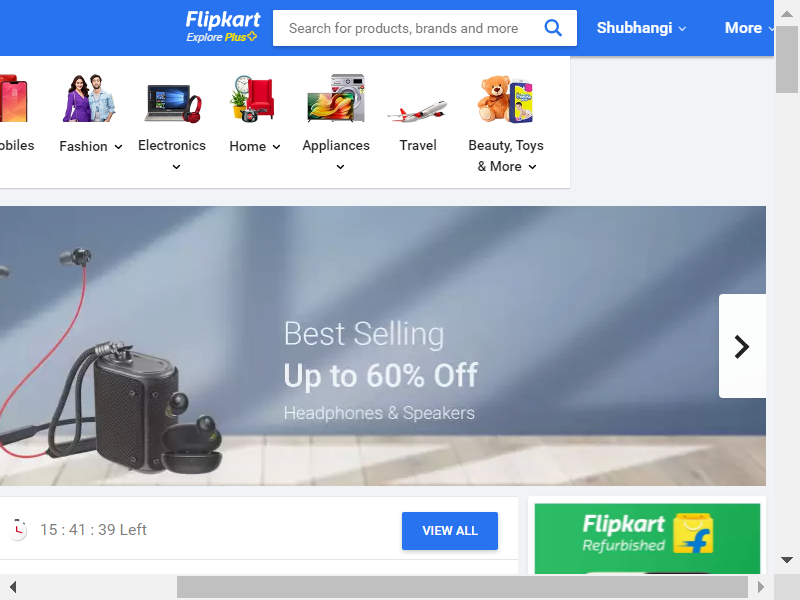 Flipkart
Explore Plus
Search for products, brands and more
Shubhangi
More
obiles
Fashion
Electronics
Home
Appliances
Travel
Beauty, Toys
& More
Best Selling
Up to 60% Off
Headphones & Speakers
15 : 41 : 39 Left
VIEW ALL
Flipkart
Refurbished